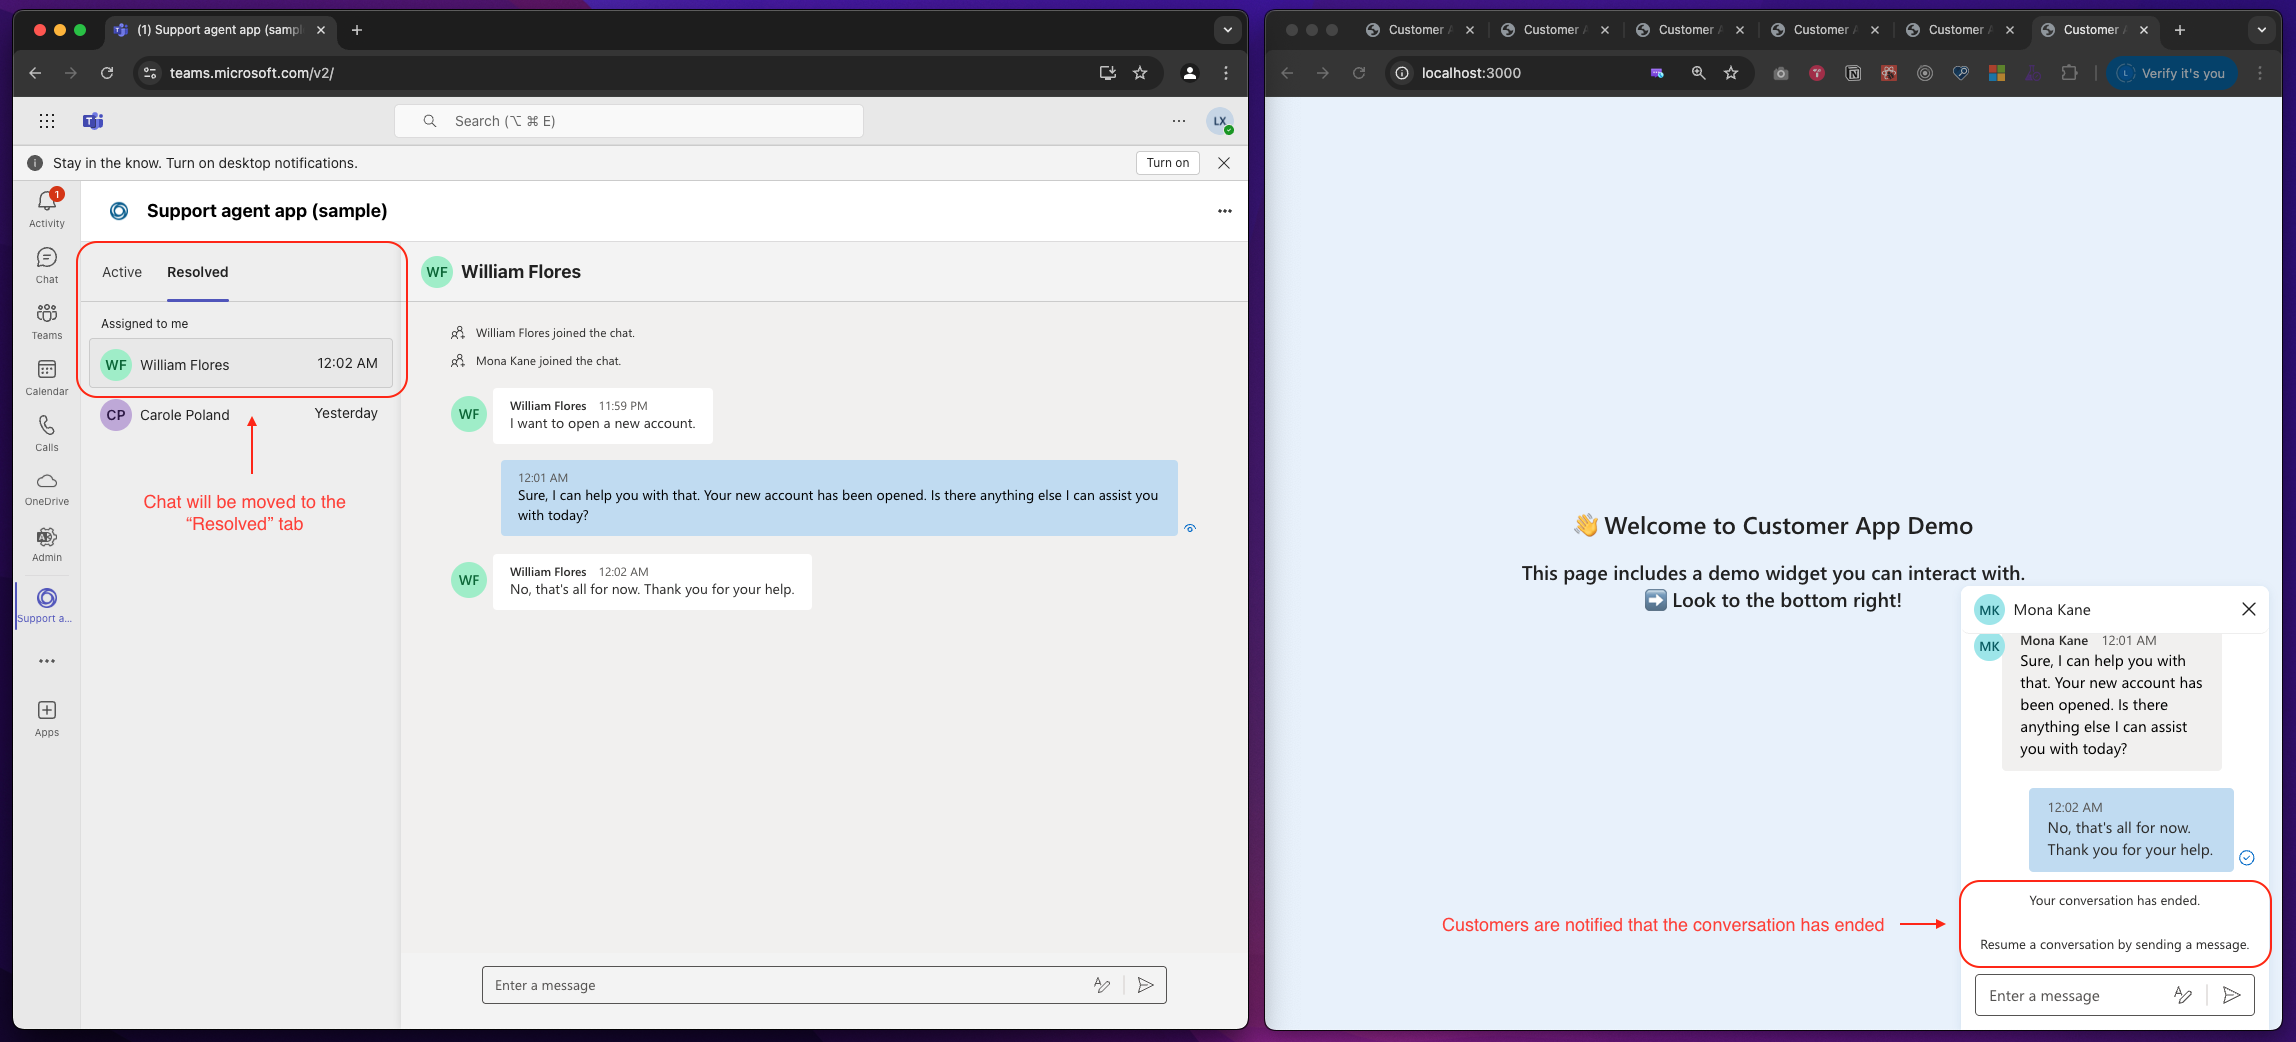 (1) Support agent app (sampl
teams.microsoft.com/v2/
Search (⌥ ⌘ E)
LX
Stay in the know. Turn on desktop notifications.
Turn on
1
Activity
Chat
Teams
Calendar
Calls
OneDrive
Admin
Support a...
Apps
Support agent app (sample)
Active
Resolved
Assigned to me
WF
William Flores
12:02 AM
CP
Carole Poland
Yesterday
Chat will be moved to the
“Resolved” tab
WF
William Flores
William Flores joined the chat.
Mona Kane joined the chat.
WF
William Flores 11:59 PM
I want to open a new account.
12:01 AM
Sure, I can help you with that. Your new account has been opened. Is there anything else I can assist you
with today?
WF
William Flores 12:02 AM
No, that's all for now. Thank you for your help.
Enter a message
Customer A
Customer A
Customer A
Customer A
Customer A
Customer A
localhost:3000
L
Verify it's you
👋 Welcome to Customer App Demo
This page includes a demo widget you can interact with.
➡️ Look to the bottom right!
MK
Mona Kane
MK
Mona Kane 12:01 AM
Sure, I can help you with
that. Your new account has
been opened. Is there
anything else I can assist
you with today?
12:02 AM
No, that's all for now.
Thank you for your help.
Customers are notified that the conversation has ended
Your conversation has ended.
Resume a conversation by sending a message.
Enter a message